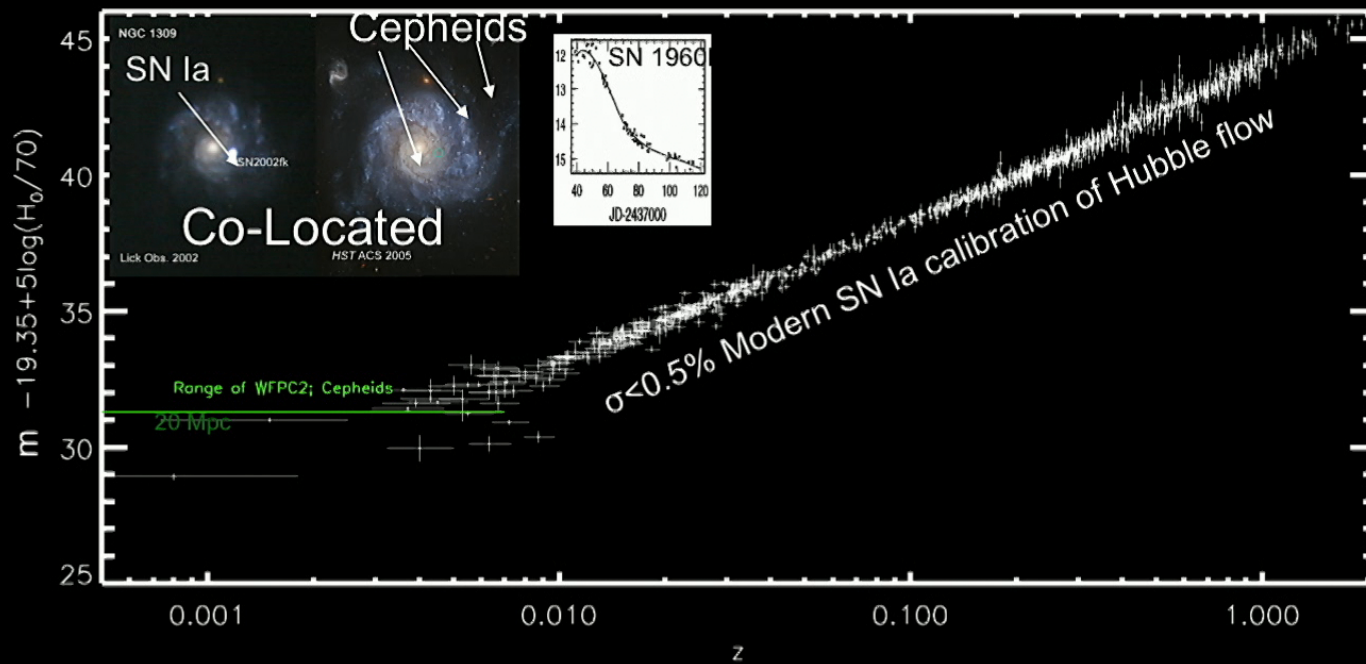 NGC 1309
SN Ia
SN2002fk
Cepheids
Co-Located
Lick Obs. 2002
HST ACS 2005
SN 1960
12
13
14
15
40 60 80 100 120
JD-2437000
45
40
35
30
25
m −19.35+5log(H₀/70)
Range of WFPC2; Cepheids
20 Mpc
σ<0.5% Modern SN Ia calibration of Hubble flow
0.001 0.010 0.100 1.000
z